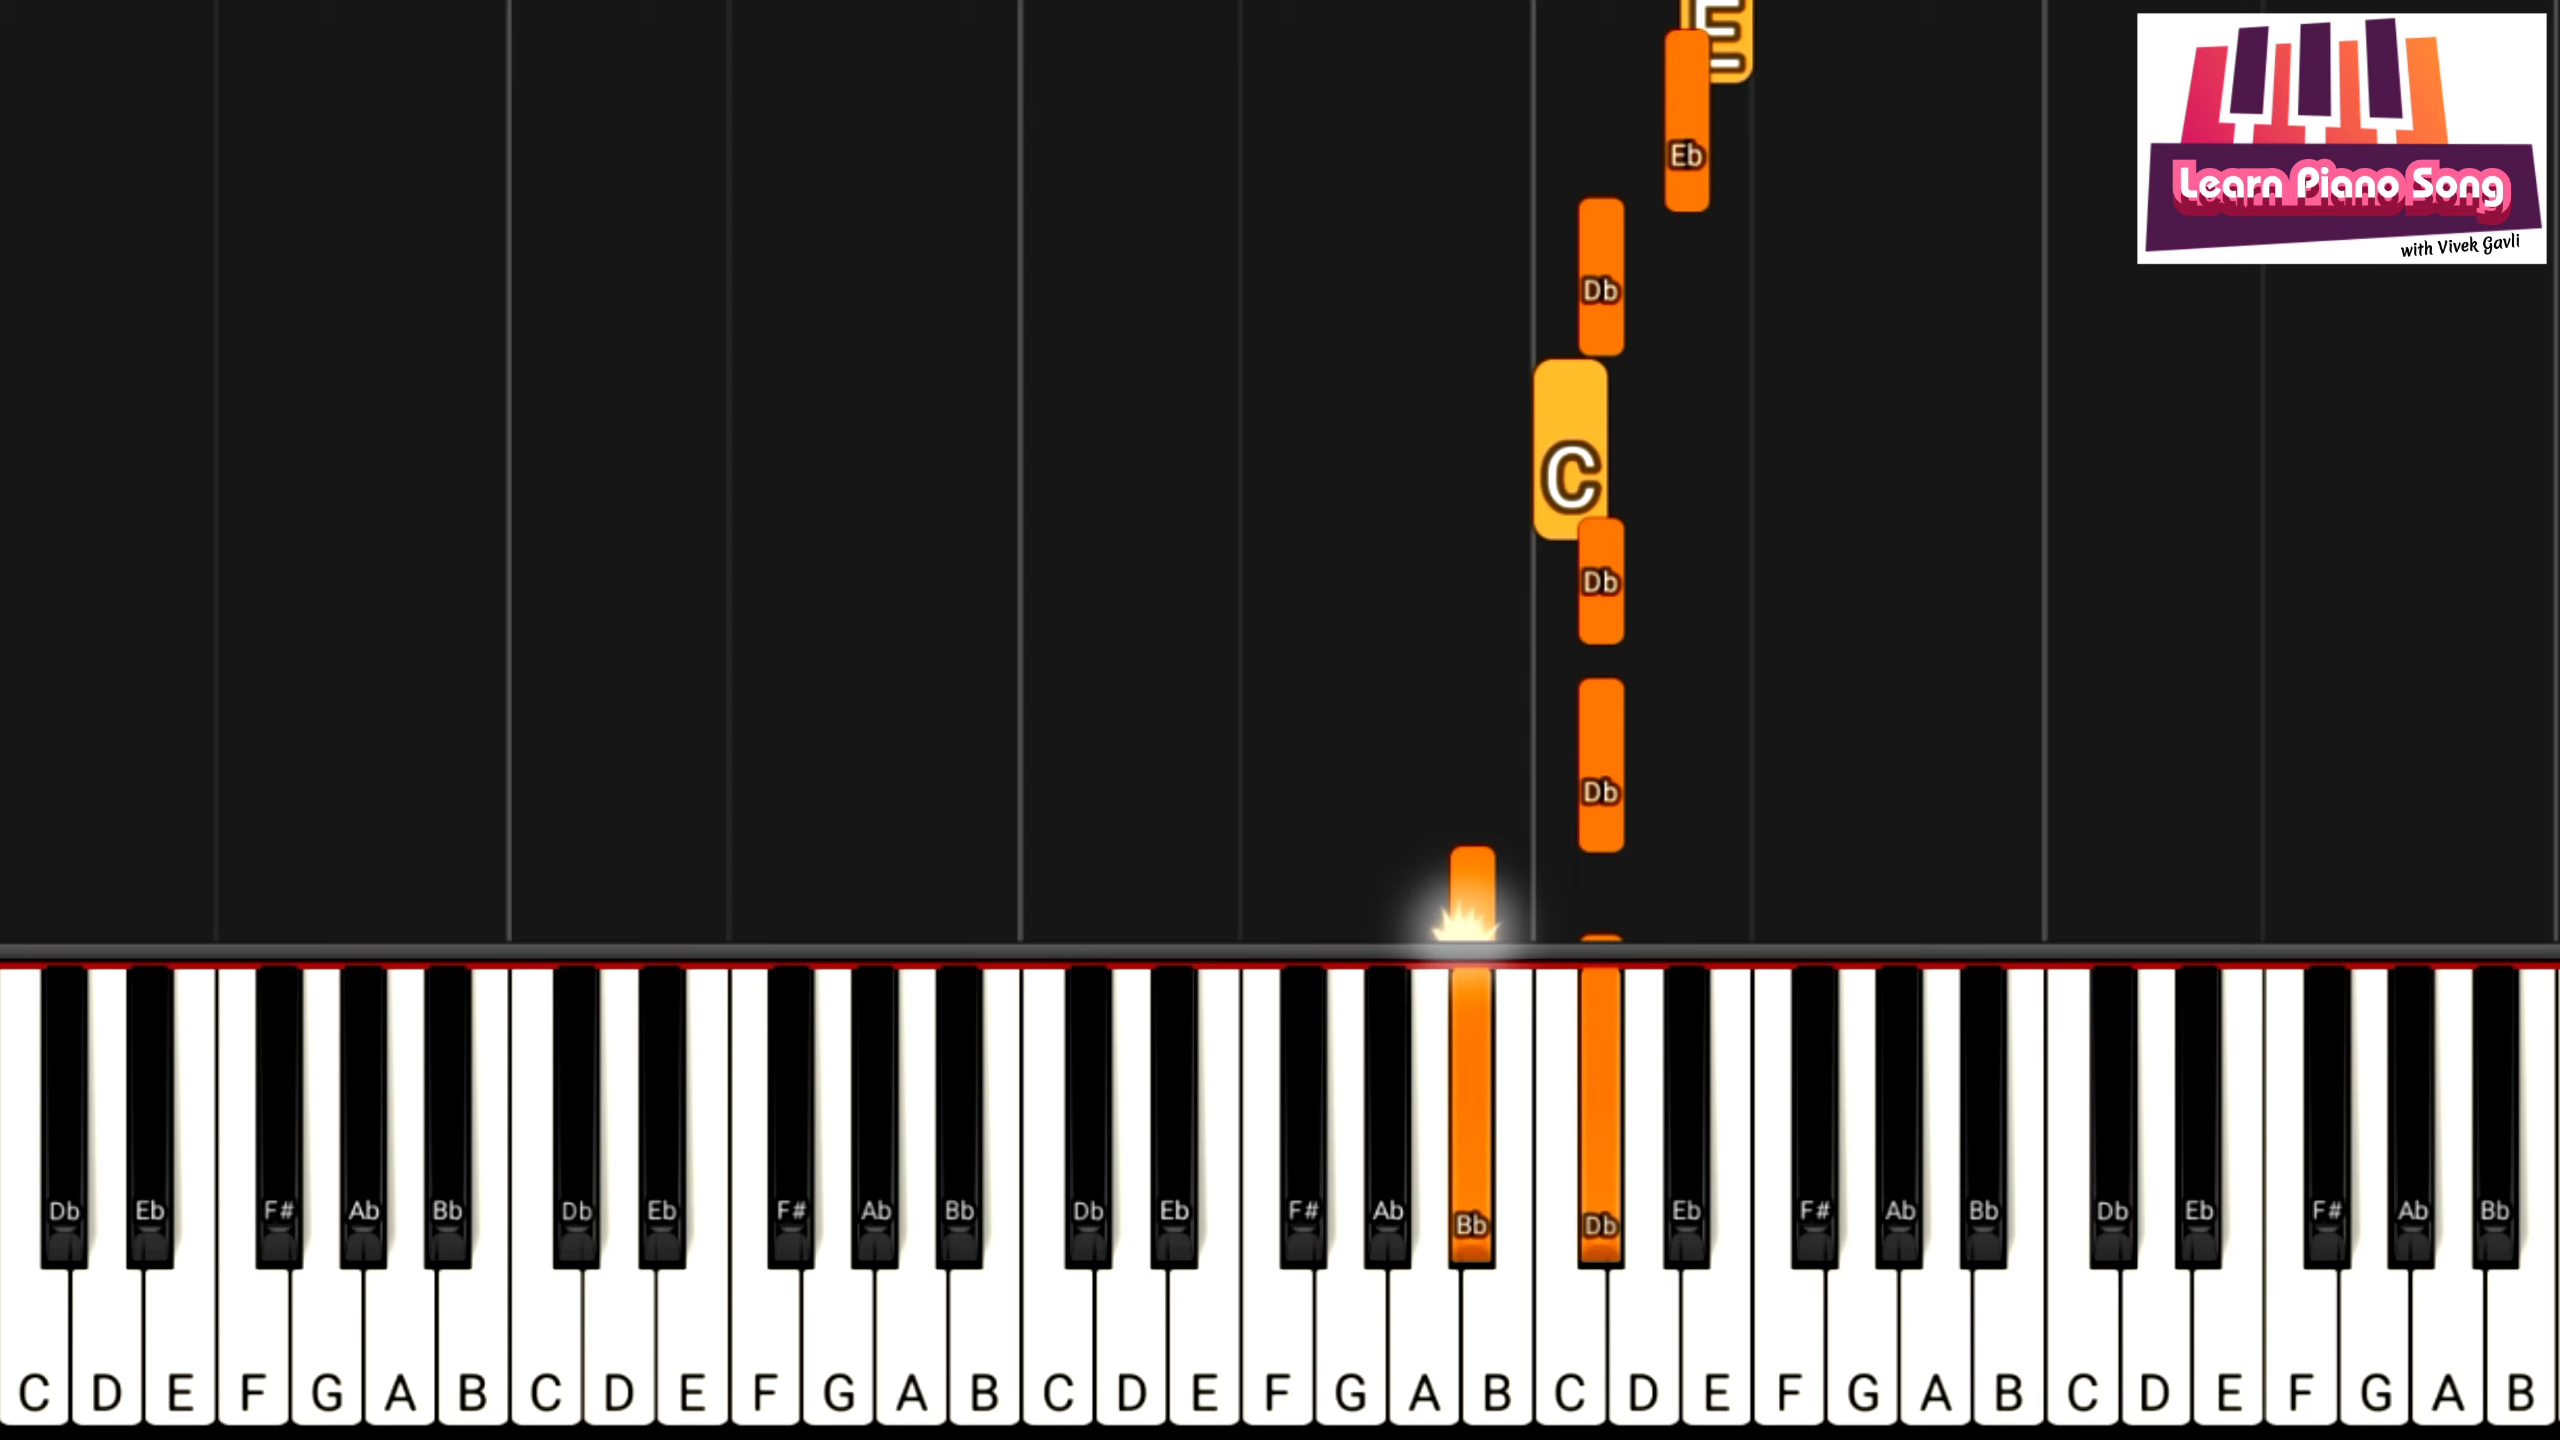 E
Eb
Learn Piano Song
with Vivek Gavli
Db
C
Db
Db
Db Eb F# Ab Bb Db Eb F# Ab Bb Db Eb F# Ab Bb Db Eb F# Ab Bb Db Eb F# Ab Bb
C D E F G A B C D E F G A B C D E F G A B C D E F G A B C D E F G A B